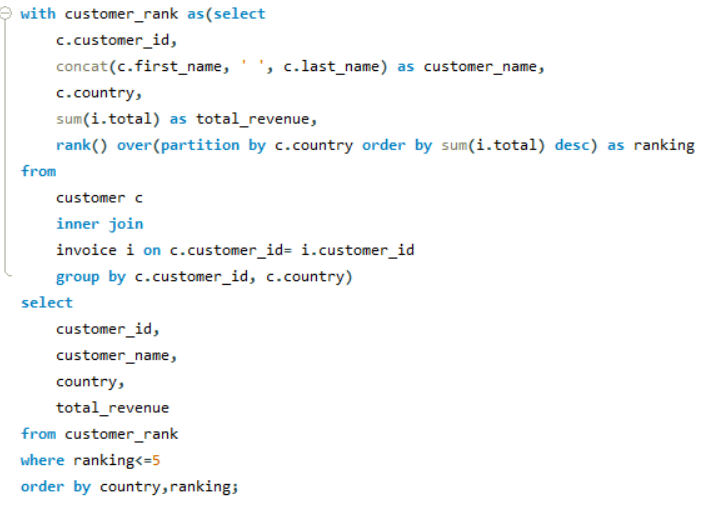 with customer_rank as(select
c.customer_id,
concat(c.first_name, ' ', c.last_name) as customer_name,
c.country,
sum(i.total) as total_revenue,
rank() over(partition by c.country order by sum(i.total) desc) as ranking
from
customer c
inner join
invoice i on c.customer_id= i.customer_id
group by c.customer_id, c.country)
select
customer_id,
customer_name,
country,
total_revenue
from customer_rank
where ranking<=5
order by country,ranking;